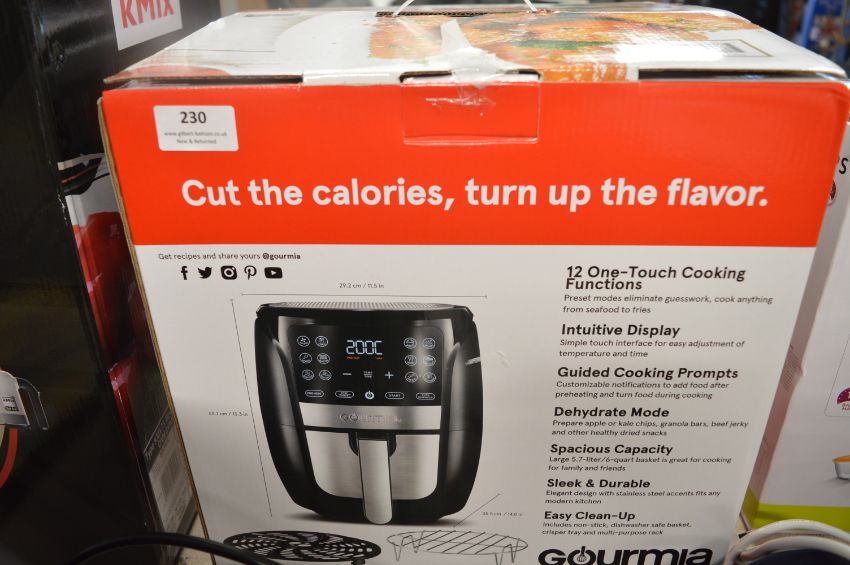 KMIX
230
www.gilbert-baitson.co.uk
New & Returned
Cut the calories, turn up the flavor.
Get recipes and share yours @gourmia
29.2 cm / 11.5 in
200C
START
GOURMIA
12 One-Touch Cooking
Functions
Preset modes eliminate guesswork, cook anything
from seafood to fries
Intuitive Display
Simple touch interface for easy adjustment of
temperature and time
Guided Cooking Prompts
Customizable notifications to add food after
preheating and turn food during cooking
Dehydrate Mode
Prepare apple or kale chips, granola bars, beef jerky
and other healthy dried snacks
Spacious Capacity
Large 5.7-liter/6-quart basket is great for cooking
for family and friends
Sleek & Durable
Elegant design with stainless steel accents fits any
modern kitchen
Easy Clean-Up
Includes non-stick, dishwasher safe basket,
crisper tray and multi-purpose rack
GOURMIA